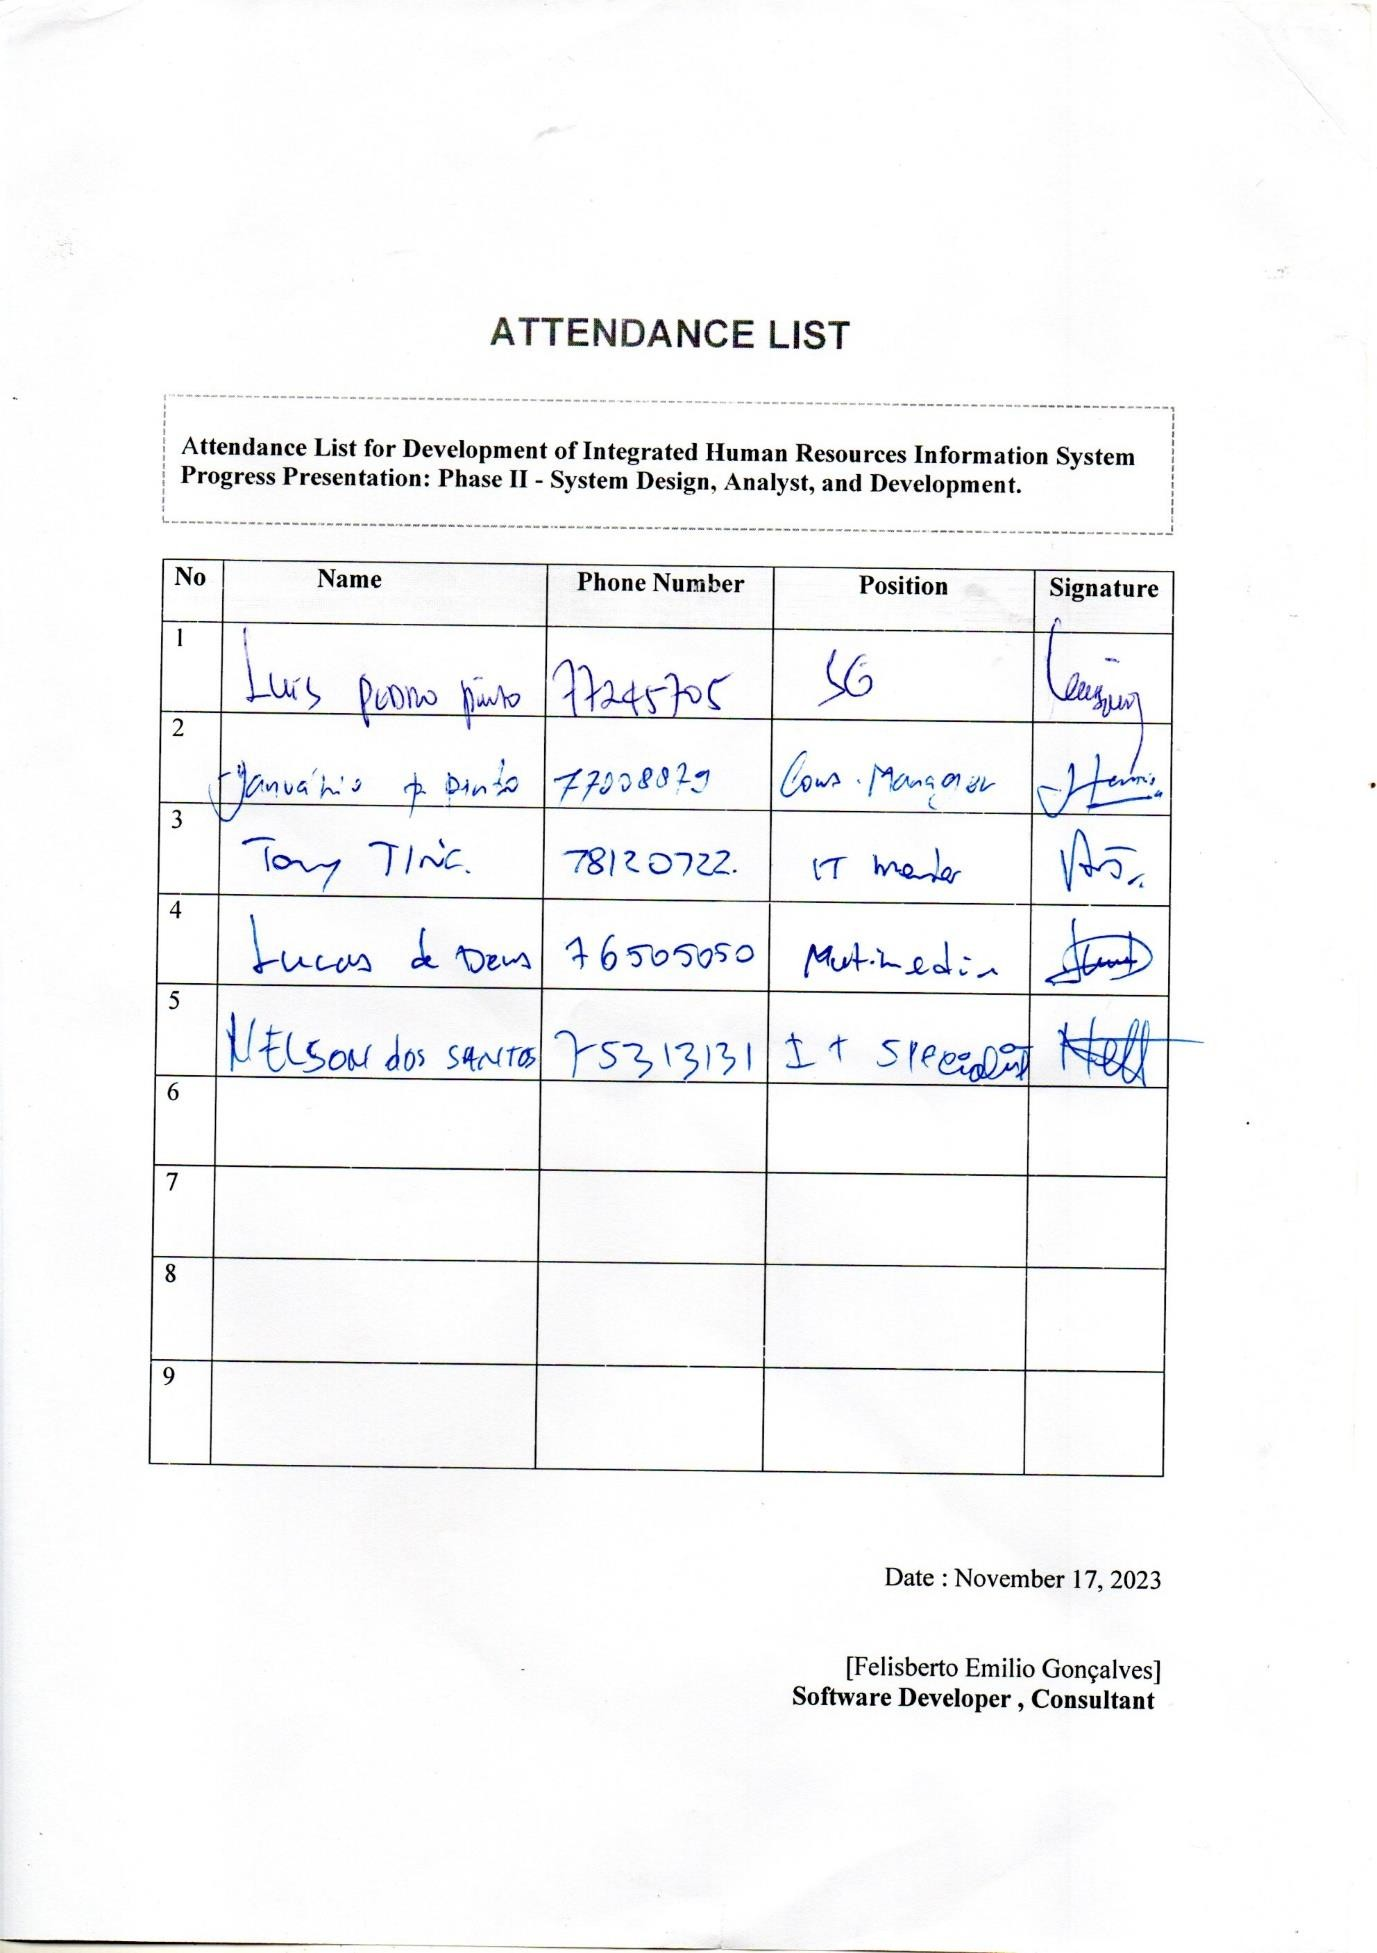 ATTENDANCE LIST
Attendance List for Development of Integrated Human Resources Information System
Progress Presentation: Phase II - System Design, Analyst, and Development.
No Name Phone Number Position Signature
1 Luis PEDRO pinto 77245705 SG
2 Januário p. pinto 77008879 Cons. Manager
3 Tony 78120722. IT
4 Lucas de Deus 76505050 Mutimedia
5 NELSON dos SANTOS 75313131 IT Specialist
6
7
8
9
Date : November 17, 2023
[Felisberto Emilio Gonçalves]
Software Developer , Consultant